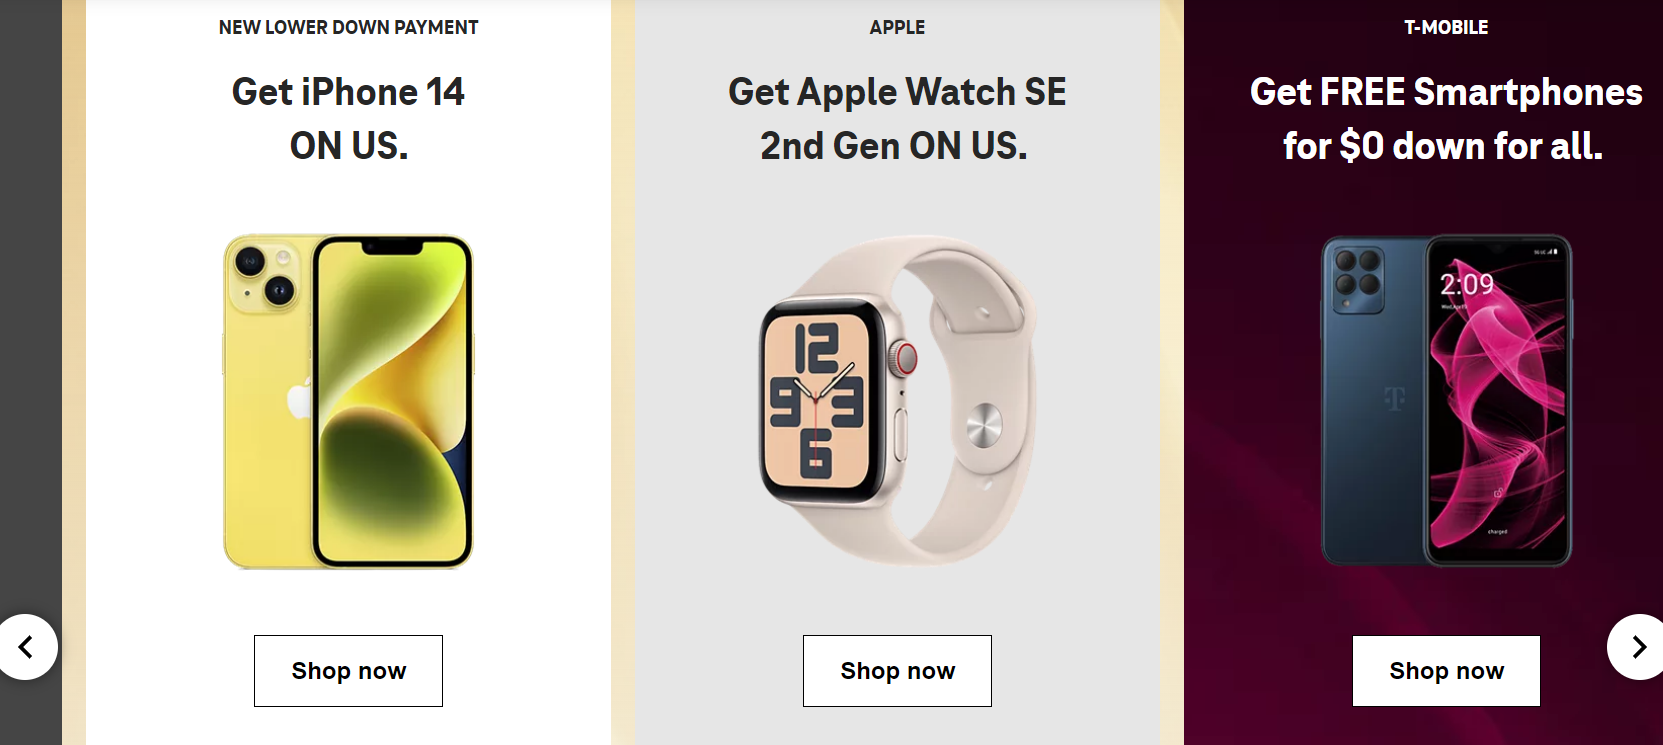 NEW LOWER DOWN PAYMENT
Get iPhone 14
ON US.
Shop now
APPLE
Get Apple Watch SE
2nd Gen ON US.
12
9 3
6
Shop now
T-MOBILE
Get FREE Smartphones
for $0 down for all.
2:09
T
charged
Shop now